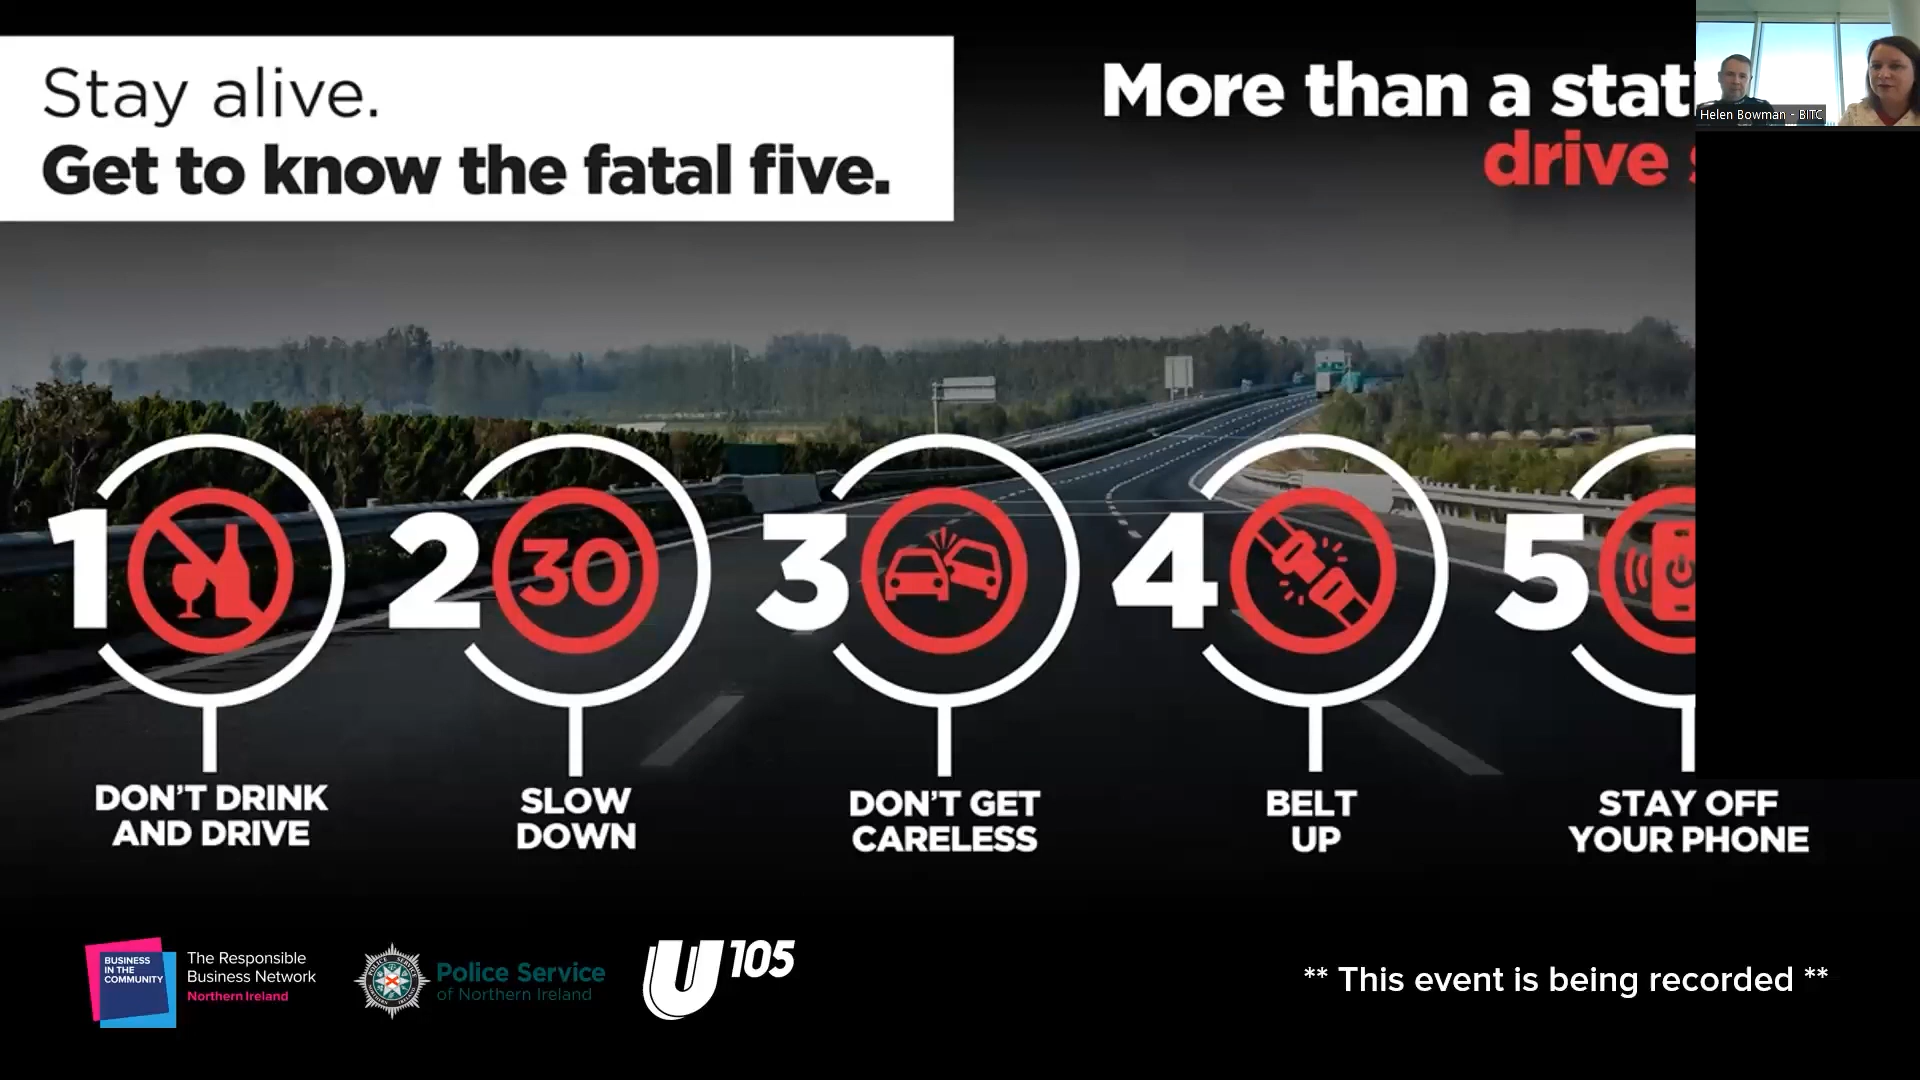 Stay alive.
Get to know the fatal five.
More than a
drive
Helen Bowman - BITC
1
2
30
3
4
5
DON'T DRINK
AND DRIVE
SLOW
DOWN
DON'T GET
CARELESS
BELT
UP
STAY OFF
YOUR PHONE
BUSINESS
IN THE
COMMUNITY
The Responsible
Business Network
Northern Ireland
Police Service
of Northern Ireland
U105
** This event is being recorded **